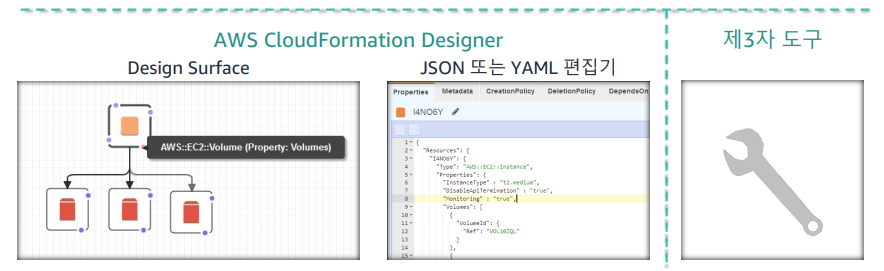 AWS CloudFormation Designer
제3자 도구
Design Surface
JSON 또는 YAML 편집기
AWS::EC2::Volume (Property: Volumes)
Properties Metadata CreationPolicy DeletionPolicy DependsOn
I4NO6Y
1 {
2 "Resources": {
3 "I4NO6Y": {
4 "Type": "AWS::EC2::Instance",
5 "Properties": {
6 "InstanceType" : "t2.medium",
7 "DisableApiTermination" : "true",
8 "Monitoring" : "true",
9 "Volumes": [
10 {
11 "VolumeId": {
12 "Ref": "VOL102QL"
13 }
14 },
15 {